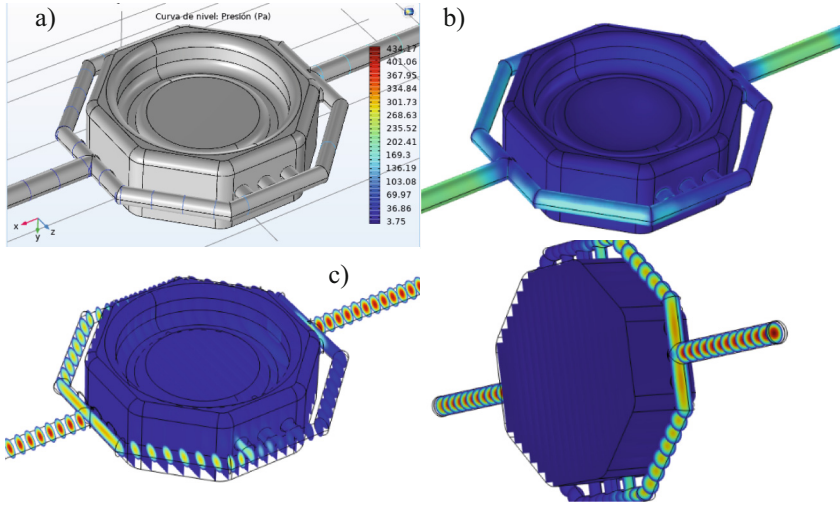 a)
Curva de nivel: Presión (Pa)
434.17
401.06
367.95
334.84
301.73
268.63
235.52
202.41
169.3
136.19
103.08
69.97
36.86
3.75
x
y
z
b)
c)